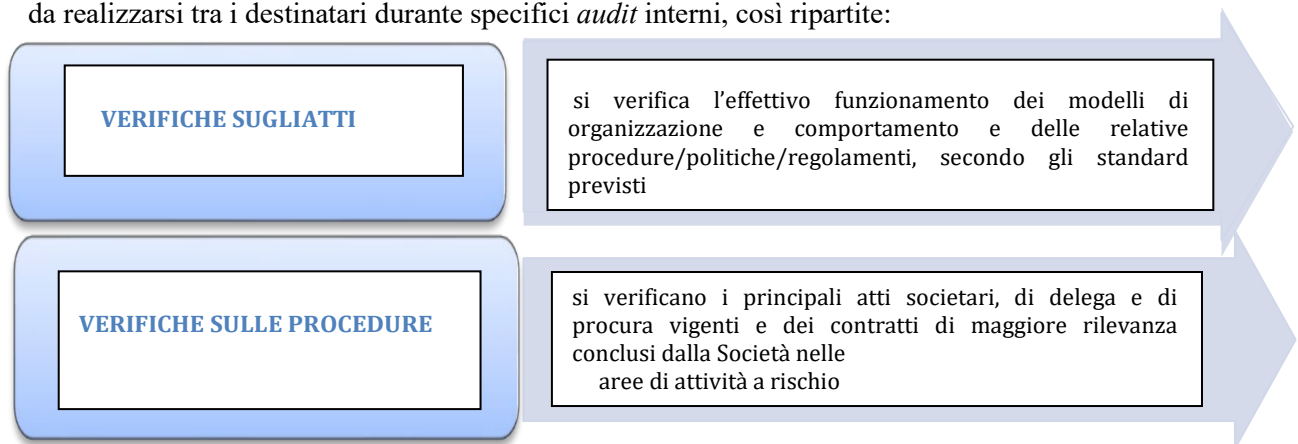 da realizzarsi tra i destinatari durante specifici audit interni, così ripartite:
VERIFICHE SUGLIATTI
si verifica l’effettivo funzionamento dei modelli di
organizzazione e comportamento e delle relative
procedure/politiche/regolamenti, secondo gli standard
previsti
VERIFICHE SULLE PROCEDURE
si verificano i principali atti societari, di delega e di
procura vigenti e dei contratti di maggiore rilevanza
conclusi dalla Società nelle
aree di attività a rischio